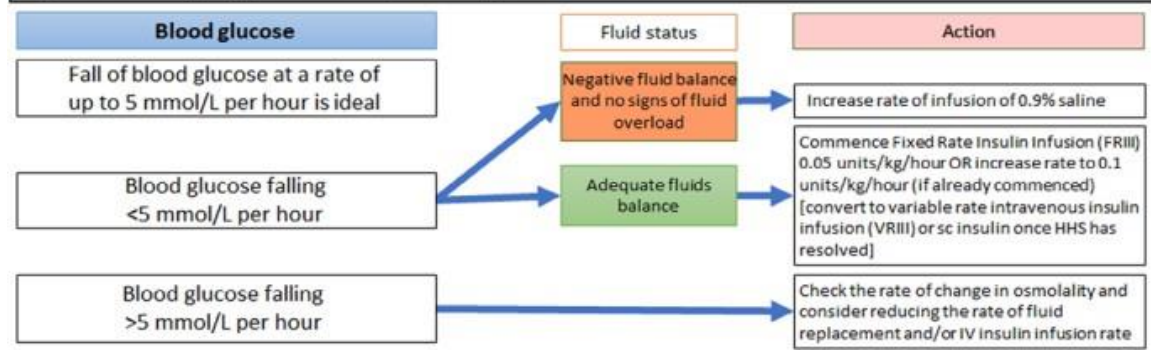 Blood glucose
Fluid status
Action
Fall of blood glucose at a rate of
up to 5 mmol/L per hour is ideal
Negative fluid balance
and no signs of fluid
overload
Increase rate of infusion of 0.9% saline
Blood glucose falling
<5 mmol/L per hour
Adequate fluids
balance
Commence Fixed Rate Insulin Infusion (FRIII)
0.05 units/kg/hour OR increase rate to 0.1
units/kg/hour (if already commenced)
[convert to variable rate intravenous insulin
infusion (VRIII) or sc insulin once HHS has
resolved]
Blood glucose falling
>5 mmol/L per hour
Check the rate of change in osmolality and
consider reducing the rate of fluid
replacement and/or IV insulin infusion rate